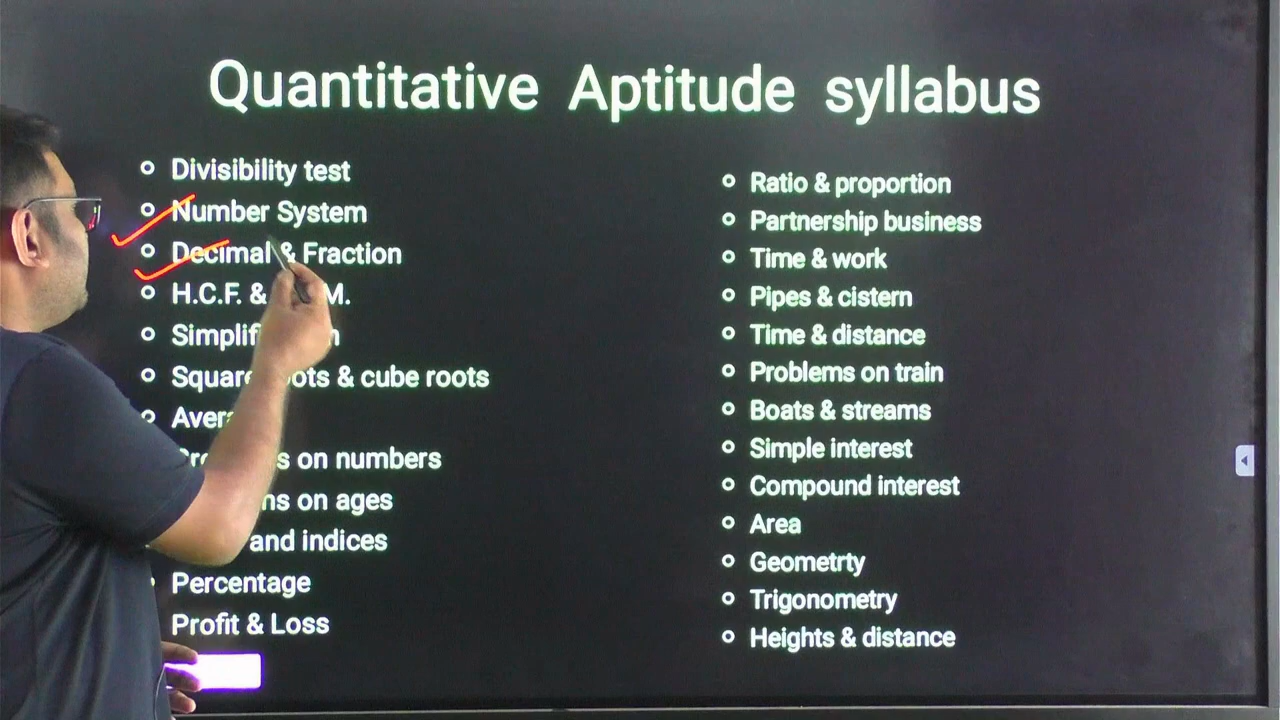 Quantitative Aptitude syllabus
Divisibility test
Number System
Decimal & Fraction
H.C.F. & M.
Simplif n
Square ots & cube roots
Aver
s on numbers
ns on ages
and indices
Percentage
Profit & Loss
Ratio & proportion
Partnership business
Time & work
Pipes & cistern
Time & distance
Problems on train
Boats & streams
Simple interest
Compound interest
Area
Geometrty
Trigonometry
Heights & distance